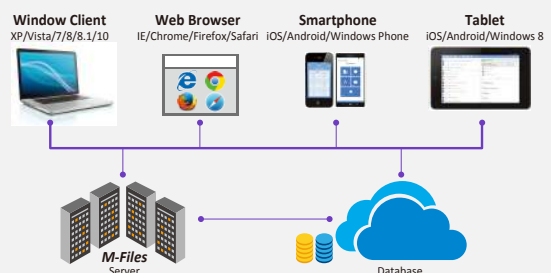 Window Client
XP/Vista/7/8/8.1/10
Web Browser
IE/Chrome/Firefox/Safari
Smartphone
iOS/Android/Windows Phone
Tablet
iOS/Android/Windows 8
M-Files
Server
Database